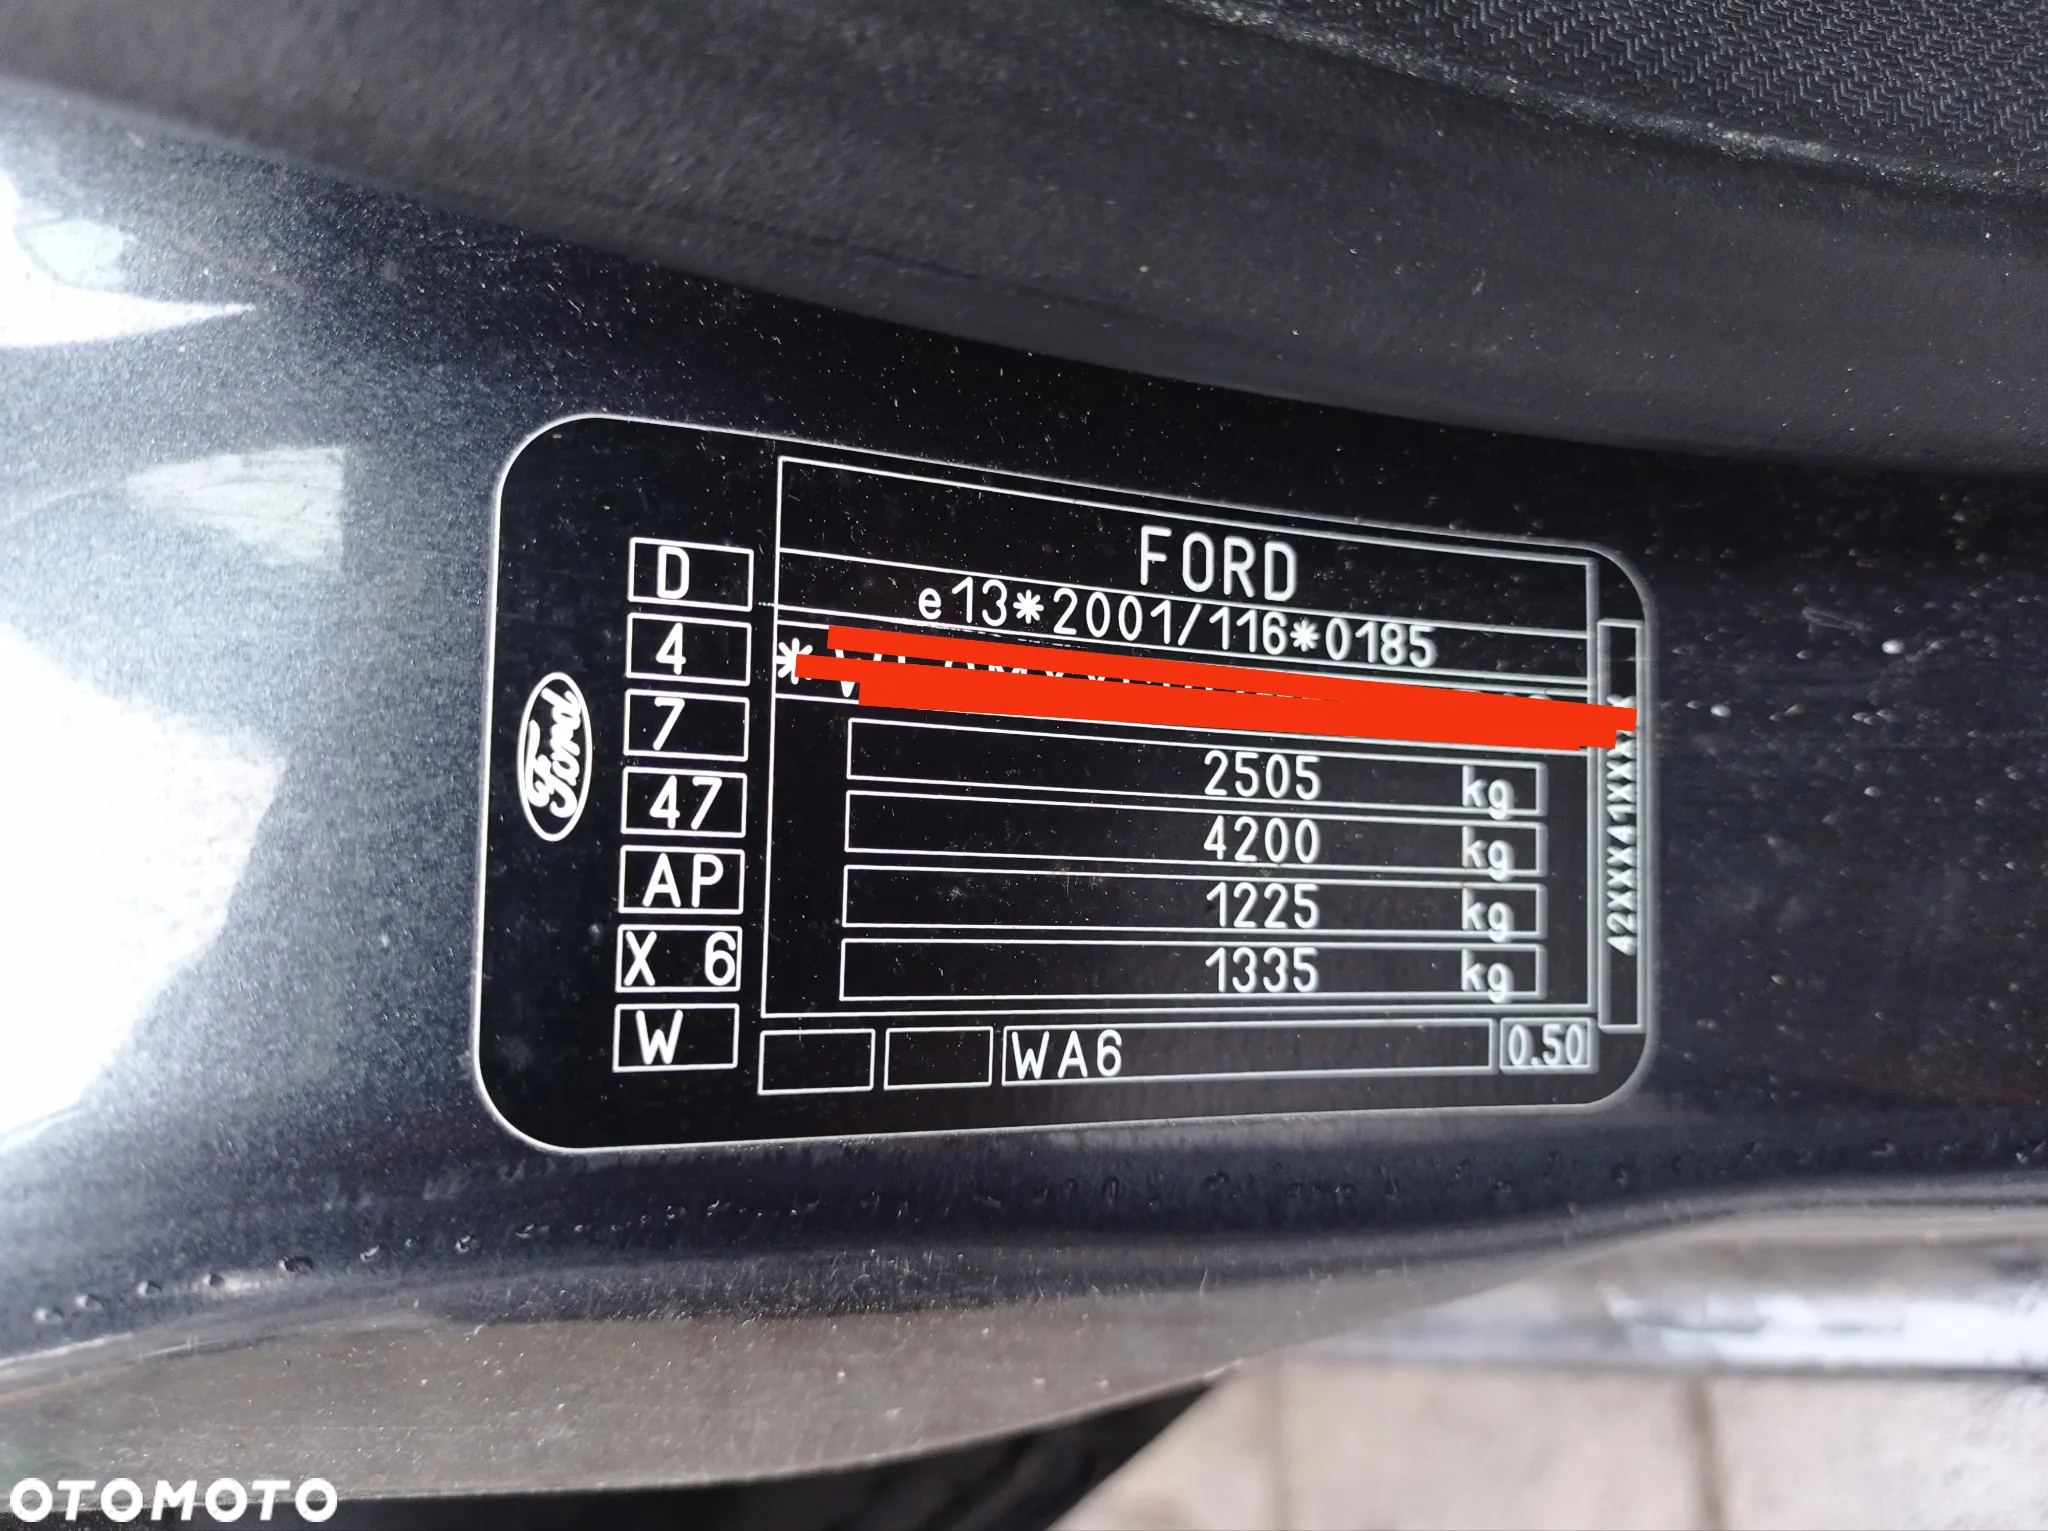 FORD
e13*2001/116*0185
2505 kg
4200 kg
1225 kg
1335 kg
D
4
7
47
AP
X 6
W
WA6
0.50
Ford
OTOMOTO